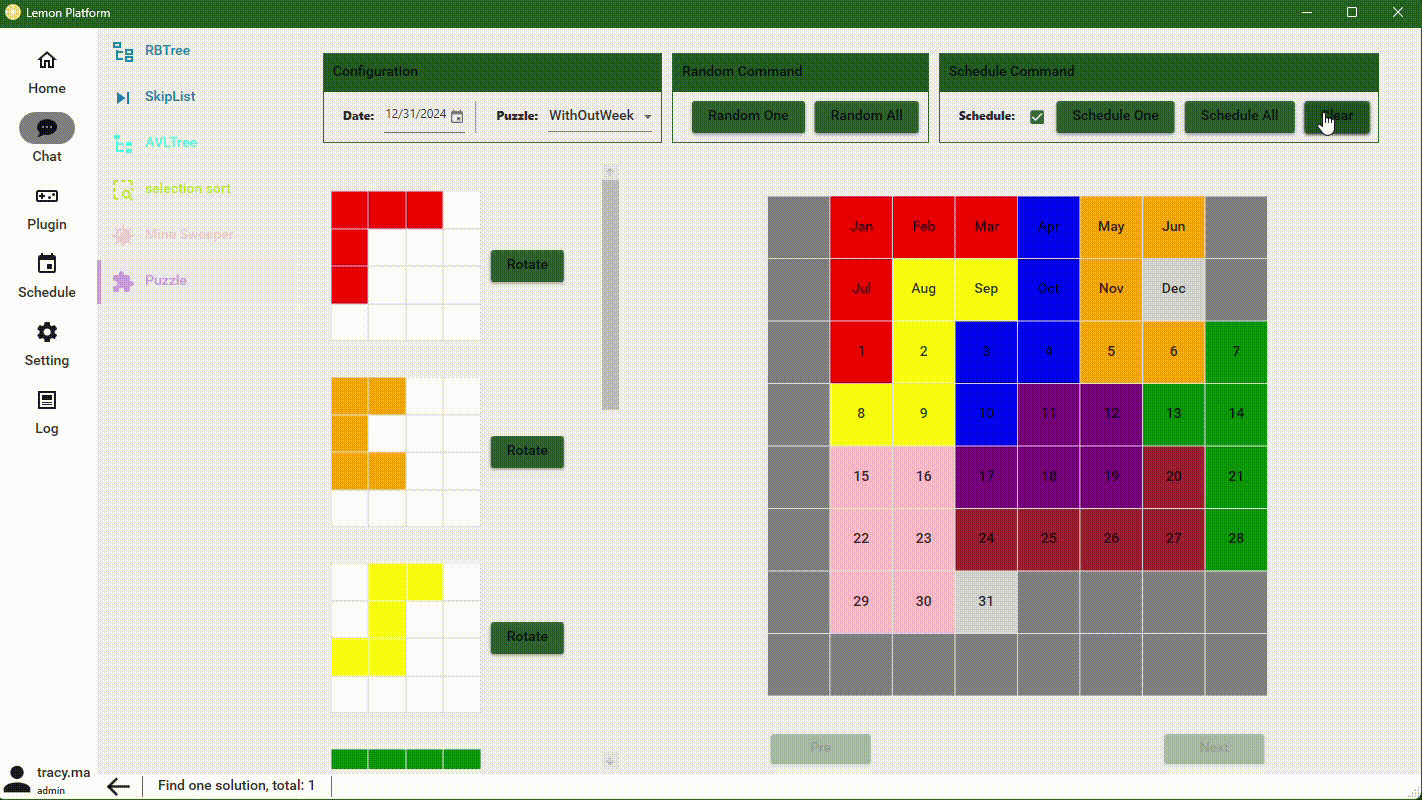 Lemon Platform
Home
Chat
Plugin
Schedule
Setting
Log
tracy.ma
admin
RBTree
SkipList
AVLTree
selection sort
Mine Sweeper
Puzzle
Configuration
Date: 12/31/2024 Puzzle: WithOutWeek
Random Command
Random One Random All
Schedule Command
Schedule: Schedule One Schedule All Clear
Rotate
Rotate
Rotate
Jan Feb Mar Apr May Jun
Jul Aug Sep Oct Nov Dec
1 2 3 4 5 6 7
8 9 10 11 12 13 14
15 16 17 18 19 20 21
22 23 24 25 26 27 28
29 30 31
Pre Next
Find one solution, total: 1